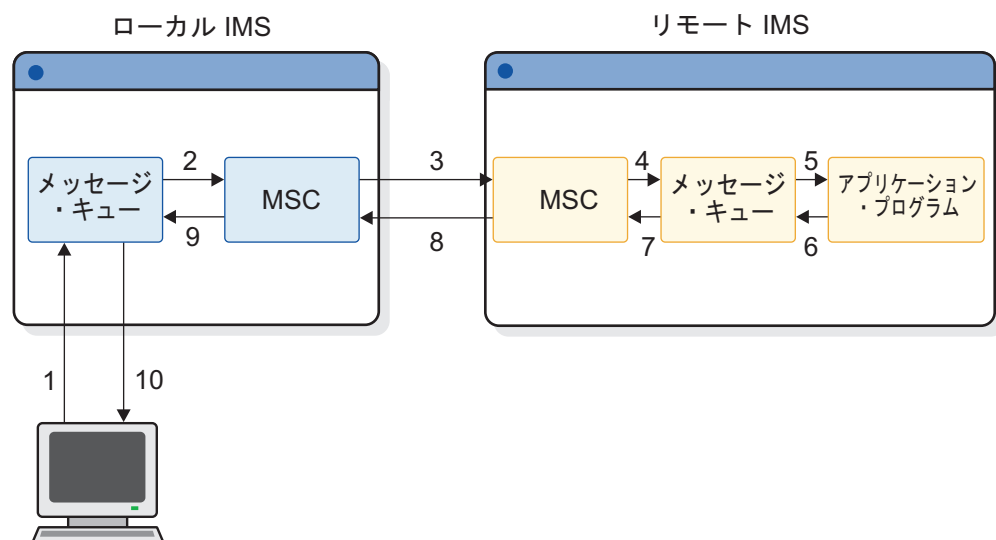 ローカル IMS
リモート IMS
2
3
4
5
メッセージ
・キュー
MSC
MSC
メッセージ
・キュー
アプリケーション
・プログラム
9
8
7
6
1
10